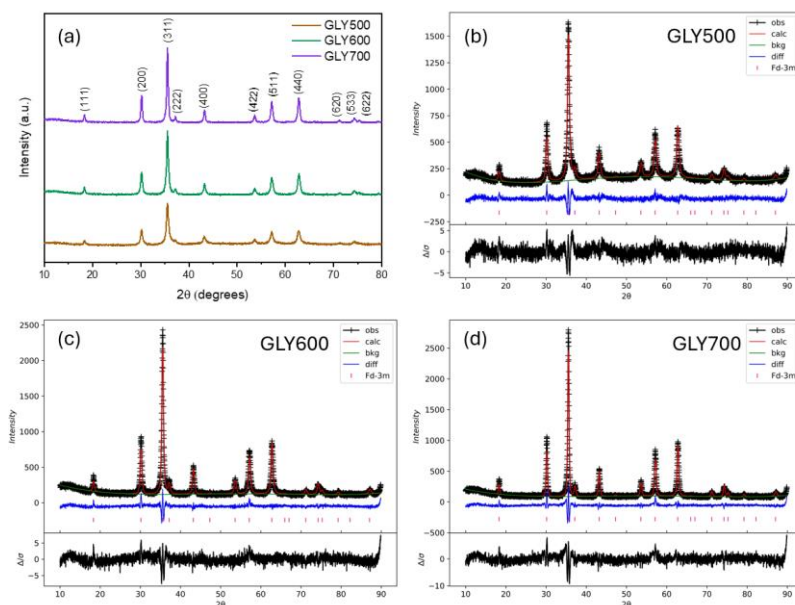 (a)
GLY500
GLY600
GLY700
(111)
(200)
(311)
(222)
(400)
(422)
(511)
(440)
(620)
(533)
(622)
Intensity (a.u.)
10 20 30 40 50 60 70 80
2θ (degrees)
(b)
GLY500
obs
calc
bkg
diff
Fd-3m
Intensity
1500
1250
1000
750
500
250
0
−250
Δ/σ
5
0
−5
10 20 30 40 50 60 70 80 90
2θ
(c)
GLY600
obs
calc
bkg
diff
Fd-3m
Intensity
2500
2000
1500
1000
500
0
Δ/σ
5
0
−5
10 20 30 40 50 60 70 80 90
2θ
(d)
GLY700
obs
calc
bkg
diff
Fd-3m
Intensity
2500
2000
1500
1000
500
0
−500
Δ/σ
5
0
−5
−10
10 20 30 40 50 60 70 80 90
2θ